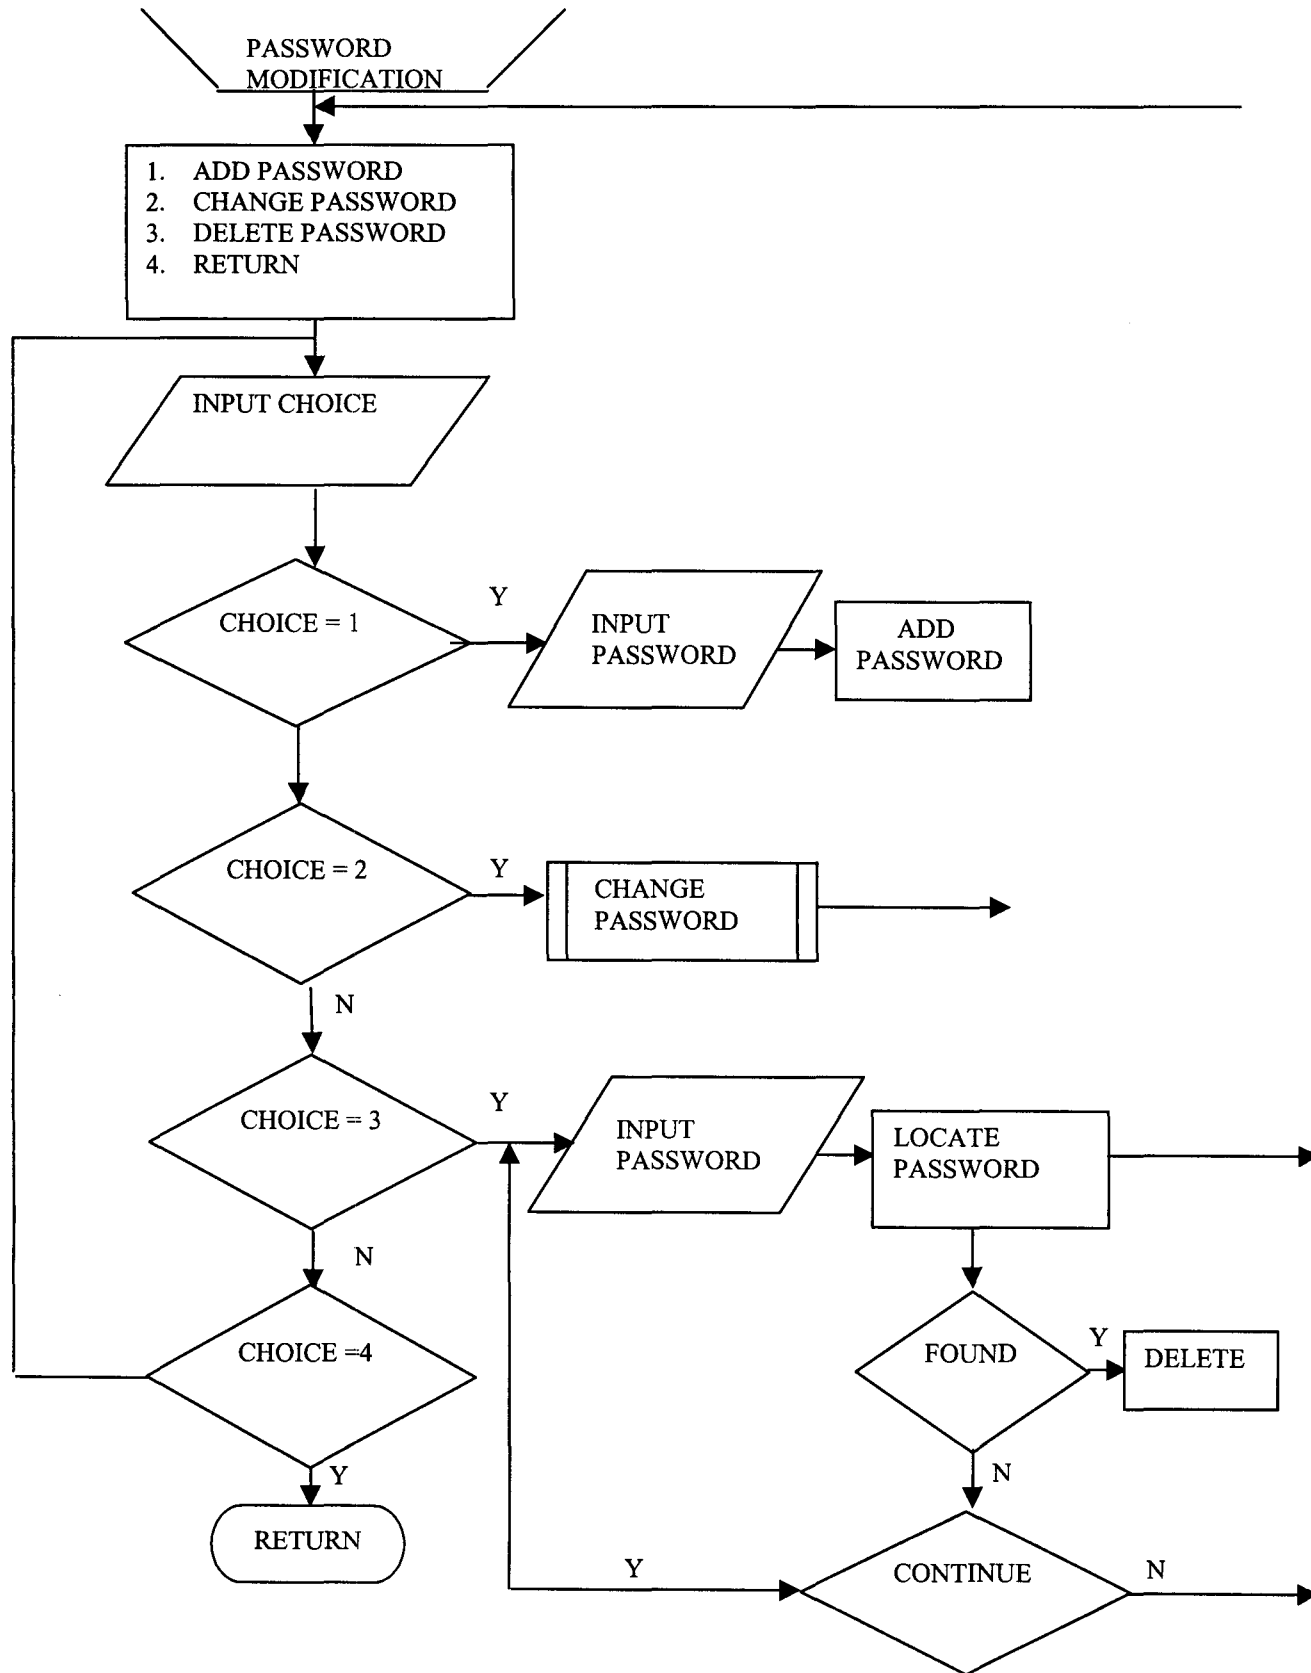 PASSWORD
MODIFICATION
1. ADD PASSWORD
2. CHANGE PASSWORD
3. DELETE PASSWORD
4. RETURN
INPUT CHOICE
CHOICE = 1
Y
INPUT
PASSWORD
ADD
PASSWORD
CHOICE = 2
Y
CHANGE
PASSWORD
N
CHOICE = 3
Y
INPUT
PASSWORD
LOCATE
PASSWORD
N
CHOICE =4
FOUND
Y
DELETE
Y
N
RETURN
Y
CONTINUE
N